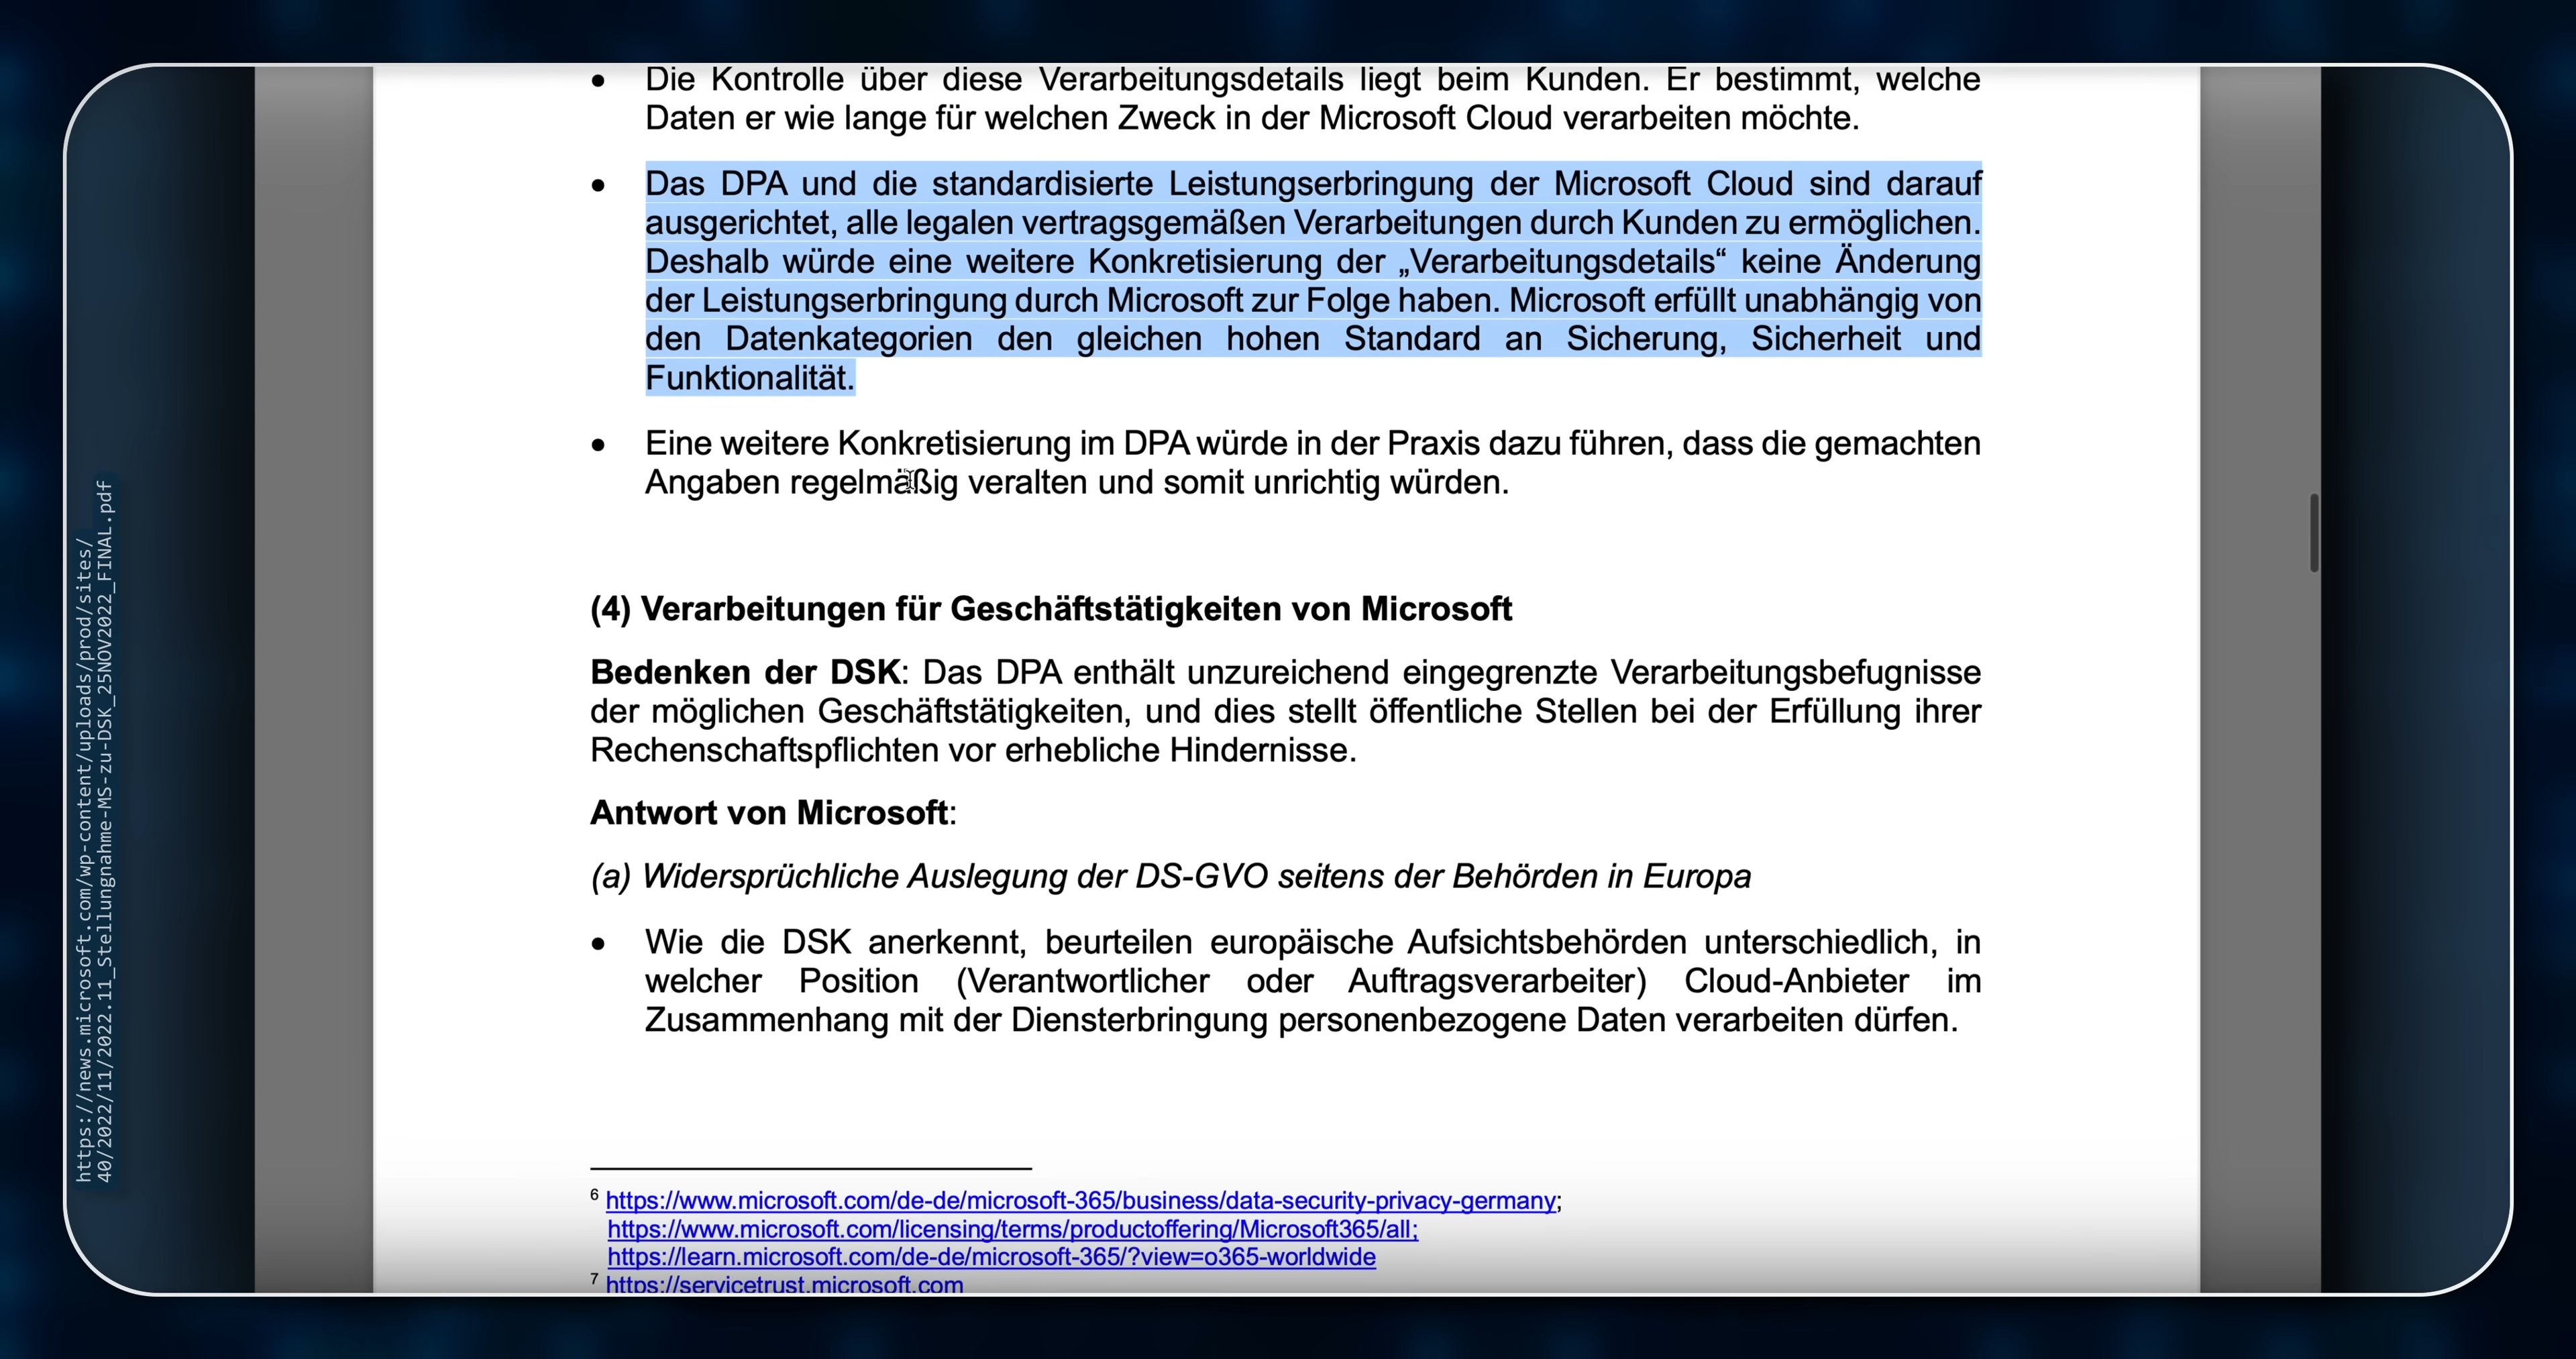 • Die Kontrolle über diese Verarbeitungsdetails liegt beim Kunden. Er bestimmt, welche
Daten er wie lange für welchen Zweck in der Microsoft Cloud verarbeiten möchte.
• Das DPA und die standardisierte Leistungserbringung der Microsoft Cloud sind darauf
ausgerichtet, alle legalen vertragsgemäßen Verarbeitungen durch Kunden zu ermöglichen.
Deshalb würde eine weitere Konkretisierung der „Verarbeitungsdetails“ keine Änderung
der Leistungserbringung durch Microsoft zur Folge haben. Microsoft erfüllt unabhängig von
den Datenkategorien den gleichen hohen Standard an Sicherung, Sicherheit und
Funktionalität.
• Eine weitere Konkretisierung im DPA würde in der Praxis dazu führen, dass die gemachten
Angaben regelmäßig veralten und somit unrichtig würden.
(4) Verarbeitungen für Geschäftstätigkeiten von Microsoft
Bedenken der DSK: Das DPA enthält unzureichend eingegrenzte Verarbeitungsbefugnisse
der möglichen Geschäftstätigkeiten, und dies stellt öffentliche Stellen bei der Erfüllung ihrer
Rechenschaftspflichten vor erhebliche Hindernisse.
Antwort von Microsoft:
(a) Widersprüchliche Auslegung der DS-GVO seitens der Behörden in Europa
• Wie die DSK anerkennt, beurteilen europäische Aufsichtsbehörden unterschiedlich, in
welcher Position (Verantwortlicher oder Auftragsverarbeiter) Cloud-Anbieter im
Zusammenhang mit der Diensterbringung personenbezogene Daten verarbeiten dürfen.
6 https://www.microsoft.com/de-de/microsoft-365/business/data-security-privacy-germany;
https://www.microsoft.com/licensing/terms/productoffering/Microsoft365/all;
https://learn.microsoft.com/de-de/microsoft-365/?view=o365-worldwide
7 https://servicetrust.microsoft.com
https://news.microsoft.com/wp-content/uploads/prod/sites/
40/2022/11/2022.11_Stellungnahme-MS-zu-DSK_25NOV2022_FINAL.pdf